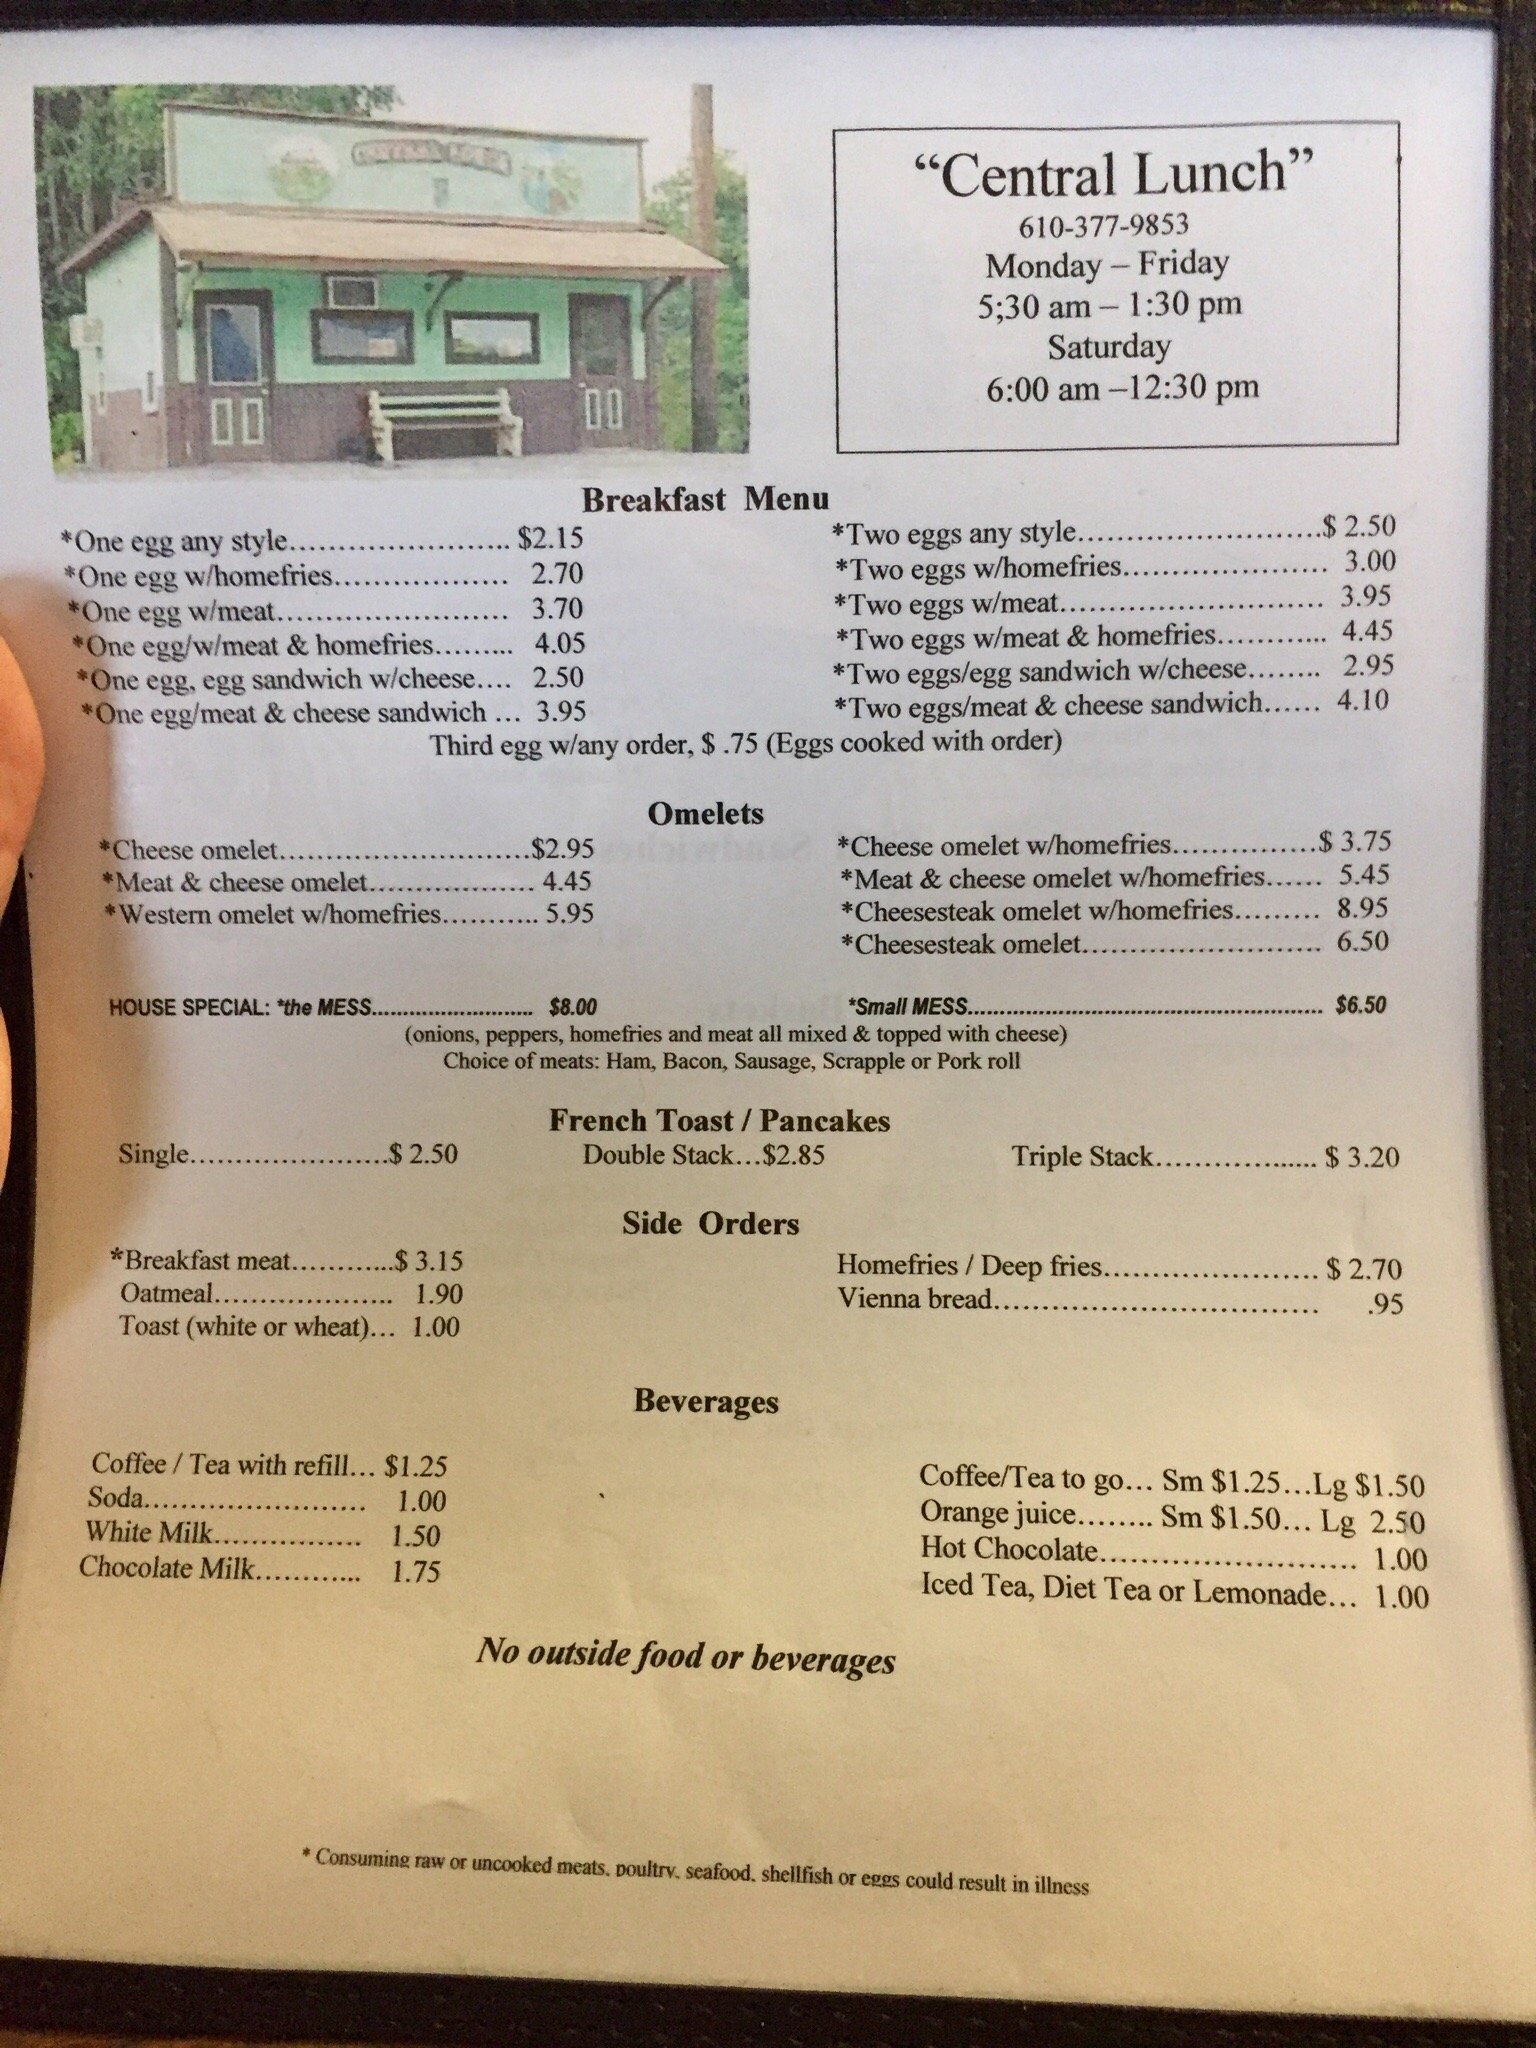 "Central Lunch"
610-377-9853
Monday – Friday
5;30 am – 1:30 pm
Saturday
6:00 am –12:30 pm
Breakfast Menu
*One egg any style........................ $2.15
*One egg w/homefries................... 2.70
*One egg w/meat......................... 3.70
*One egg/w/meat & homefries......... 4.05
*One egg, egg sandwich w/cheese.... 2.50
*One egg/meat & cheese sandwich ... 3.95
*Two eggs any style..........................$ 2.50
*Two eggs w/homefries...................... 3.00
*Two eggs w/meat............................ 3.95
*Two eggs w/meat & homefries............ 4.45
*Two eggs/egg sandwich w/cheese........ 2.95
*Two eggs/meat & cheese sandwich...... 4.10
Third egg w/any order, $ .75 (Eggs cooked with order)
Omelets
*Cheese omelet...........................$2.95
*Meat & cheese omelet.................. 4.45
*Western omelet w/homefries........... 5.95
*Cheese omelet w/homefries...............$ 3.75
*Meat & cheese omelet w/homefries...... 5.45
*Cheesesteak omelet w/homefries......... 8.95
*Cheesesteak omelet.......................... 6.50
HOUSE SPECIAL: *the MESS........................... $8.00
*Small MESS.......................................................... $6.50
(onions, peppers, homefries and meat all mixed & topped with cheese)
Choice of meats: Ham, Bacon, Sausage, Scrapple or Pork roll
French Toast / Pancakes
Single......................$ 2.50 Double Stack...$2.85 Triple Stack.................. $ 3.20
Side Orders
*Breakfast meat............$ 3.15
Oatmeal.................... 1.90
Toast (white or wheat)... 1.00
Homefries / Deep fries....................... $ 2.70
Vienna bread................................... .95
Beverages
Coffee / Tea with refill... $1.25
Soda........................ 1.00
White Milk................ 1.50
Chocolate Milk............ 1.75
Coffee/Tea to go... Sm $1.25...Lg $1.50
Orange juice........ Sm $1.50... Lg 2.50
Hot Chocolate........................... 1.00
Iced Tea, Diet Tea or Lemonade... 1.00
No outside food or beverages
* Consuming raw or uncooked meats, poultry, seafood, shellfish or eggs could result in illness